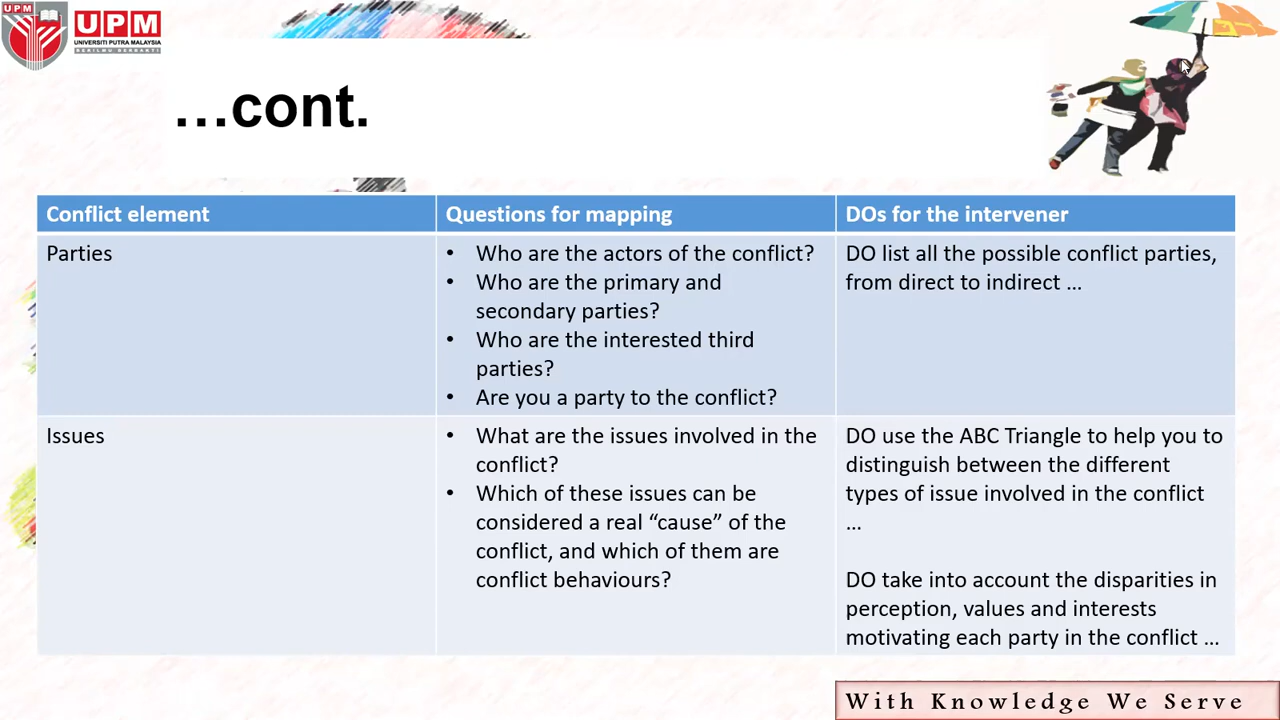 UPM
UPM
UNIVERSITI PUTRA MALAYSIA
BERILMU BERBAKTI
...cont.
Conflict element
Questions for mapping
DOs for the intervener
Parties
• Who are the actors of the conflict?
• Who are the primary and
secondary parties?
• Who are the interested third
parties?
• Are you a party to the conflict?
DO list all the possible conflict parties,
from direct to indirect ...
Issues
• What are the issues involved in the
conflict?
• Which of these issues can be
considered a real “cause” of the
conflict, and which of them are
conflict behaviours?
DO use the ABC Triangle to help you to
distinguish between the different
types of issue involved in the conflict
...
DO take into account the disparities in
perception, values and interests
motivating each party in the conflict ...
With Knowledge We Serve